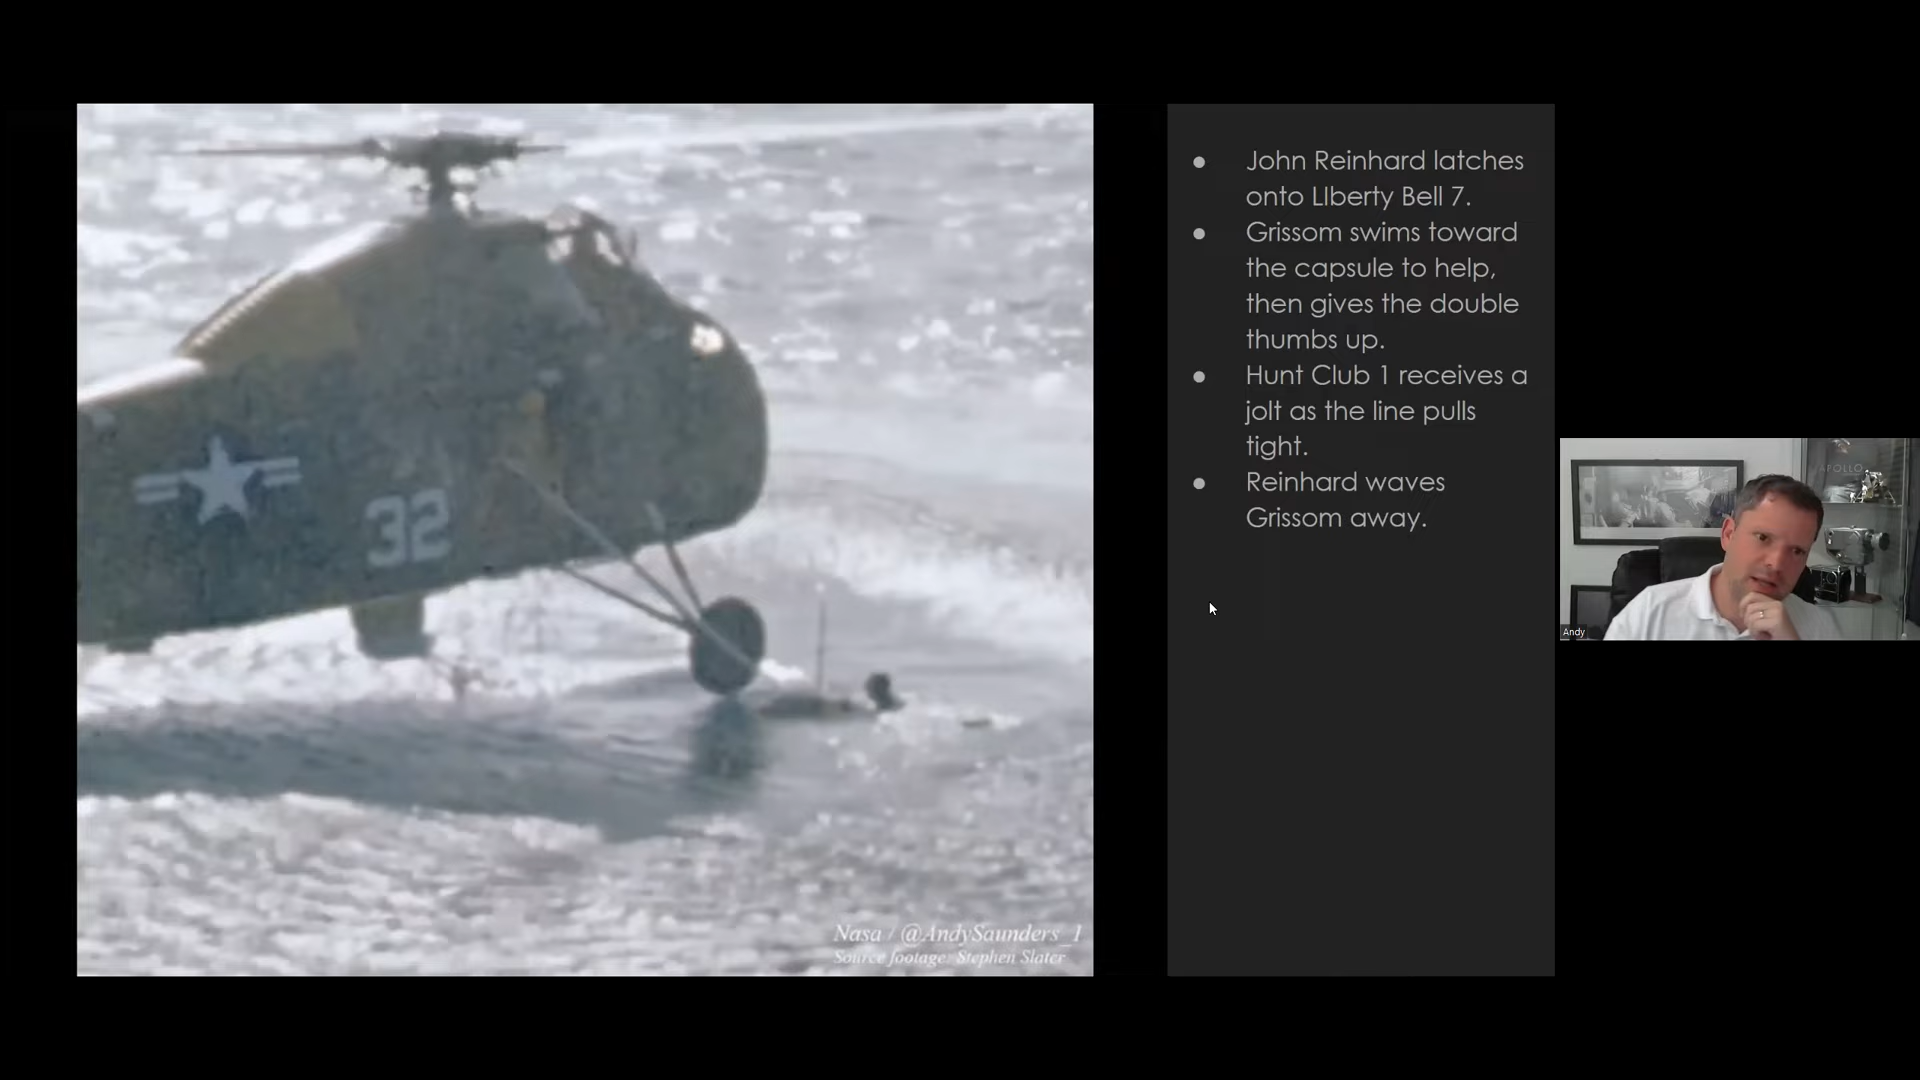 32
Nasa / @AndySaunders_1
Source footage: Stephen Slater
● John Reinhard latches
onto LIberty Bell 7.
● Grissom swims toward
the capsule to help,
then gives the double
thumbs up.
● Hunt Club 1 receives a
jolt as the line pulls
tight.
● Reinhard waves
Grissom away.
APOLLO
Andy